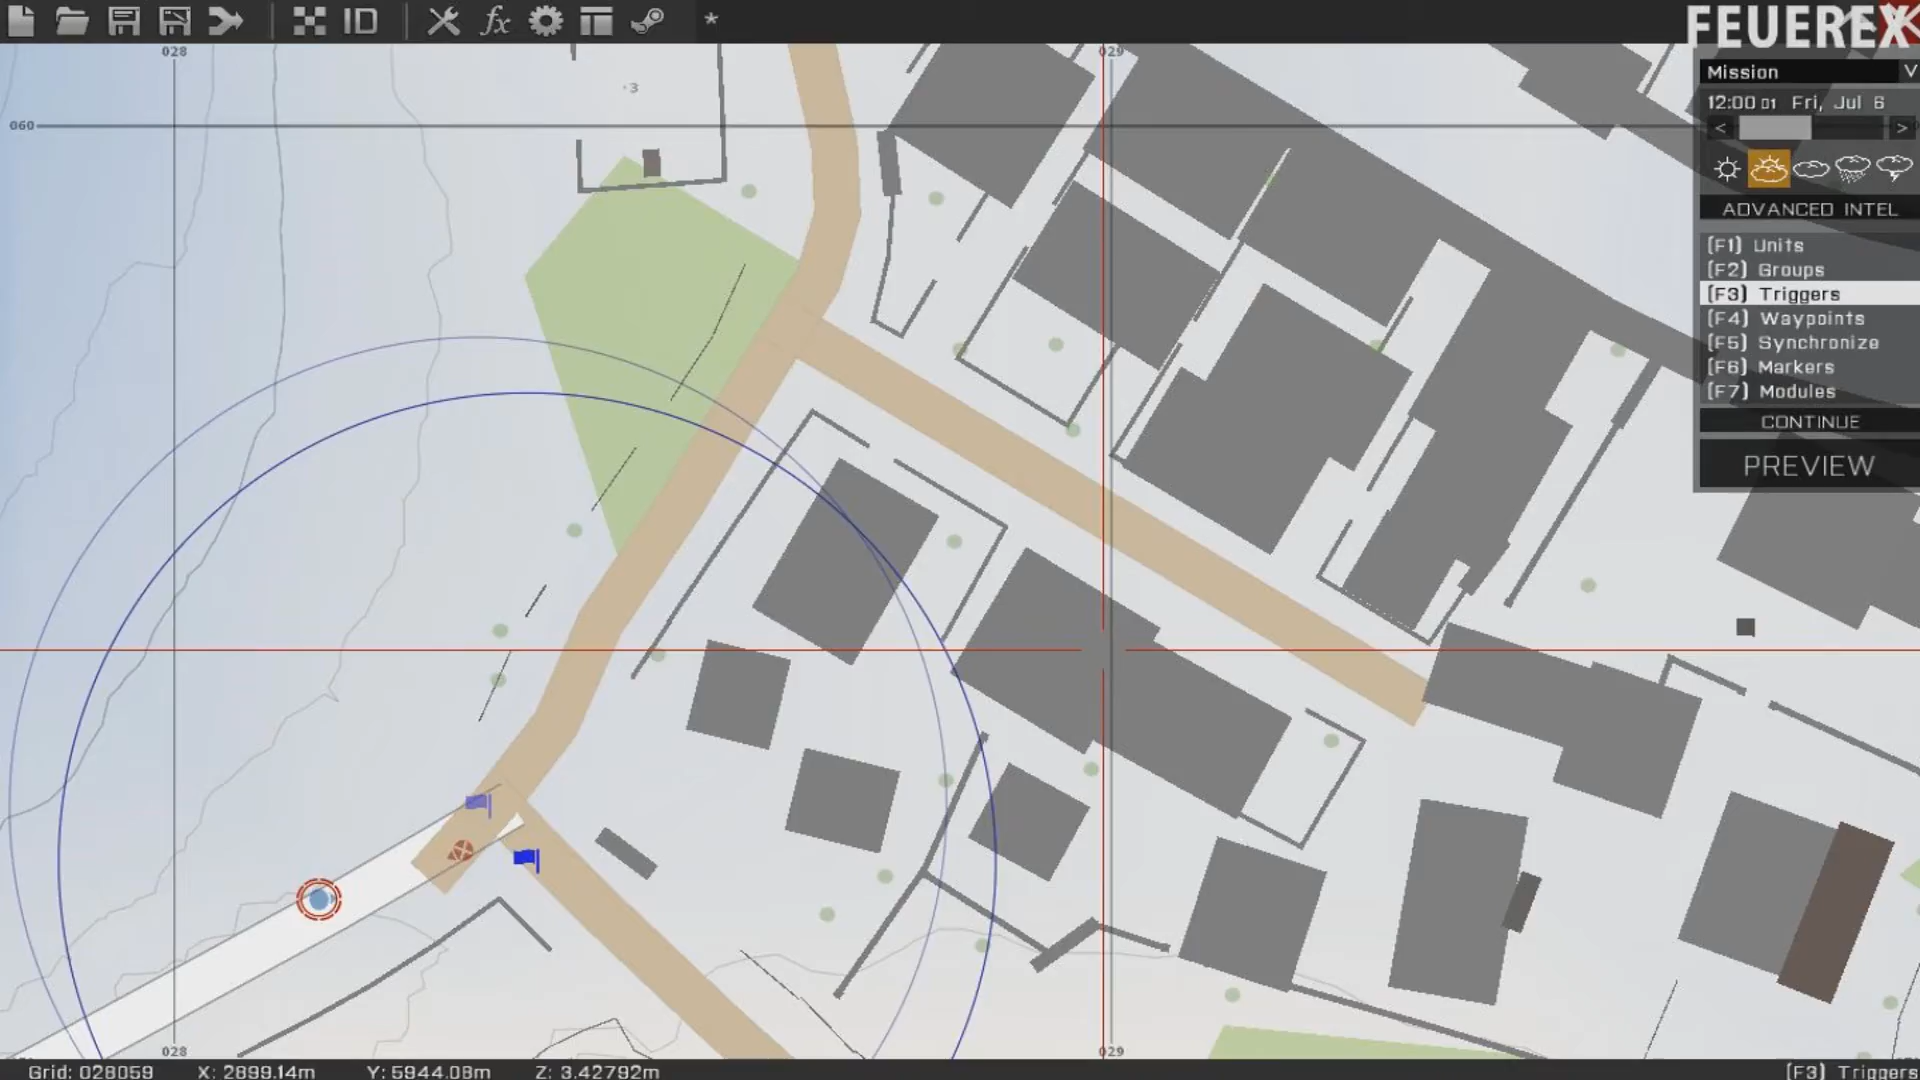 ID fx *
FEUEREX
028
029
Mission
V
12:00 01 Fri, Jul 6
< >
060
3
ADVANCED INTEL
(F1) Units
(F2) Groups
(F3) Triggers
(F4) Waypoints
(F5) Synchronize
(F6) Markers
(F7) Modules
CONTINUE
PREVIEW
028
029
Grid: 028059 X: 2899.14m Y: 5944.08m Z: 3.42792m
(F3) Triggers